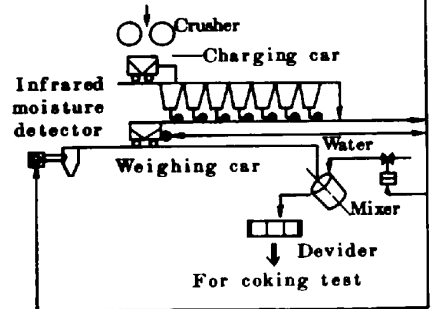 Crusher
Charging car
Infrared
moisture
detector
Water
Weighing car
Mixer
Devider
For coking test